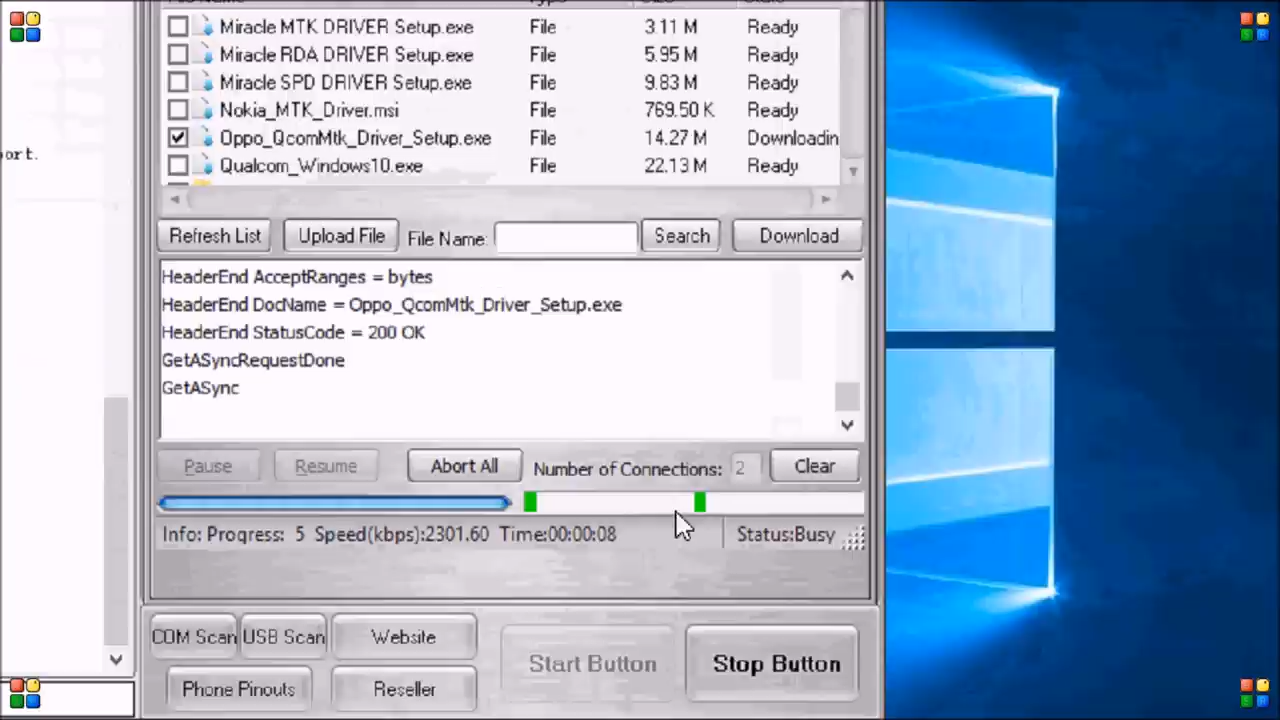 Miracle MTK DRIVER Setup.exe File 3.11 M Ready
Miracle RDA DRIVER Setup.exe File 5.95 M Ready
Miracle SPD DRIVER Setup.exe File 9.83 M Ready
Nokia_MTK_Driver.msi File 769.50 K Ready
Oppo_QcomMtk_Driver_Setup.exe File 14.27 M Downloadin
ort.
Qualcom_Windows10.exe File 22.13 M Ready
Refresh List Upload File File Name: Search Download
HeaderEnd AcceptRanges = bytes
HeaderEnd DocName = Oppo_QcomMtk_Driver_Setup.exe
HeaderEnd StatusCode = 200 OK
GetASyncRequestDone
GetASync
Pause Resume Abort All Number of Connections: 2 Clear
Info: Progress: 5 Speed(kbps):2301.60 Time:00:00:08 Status:Busy
COM Scan USB Scan Website
Start Button Stop Button
Phone Pinouts Reseller